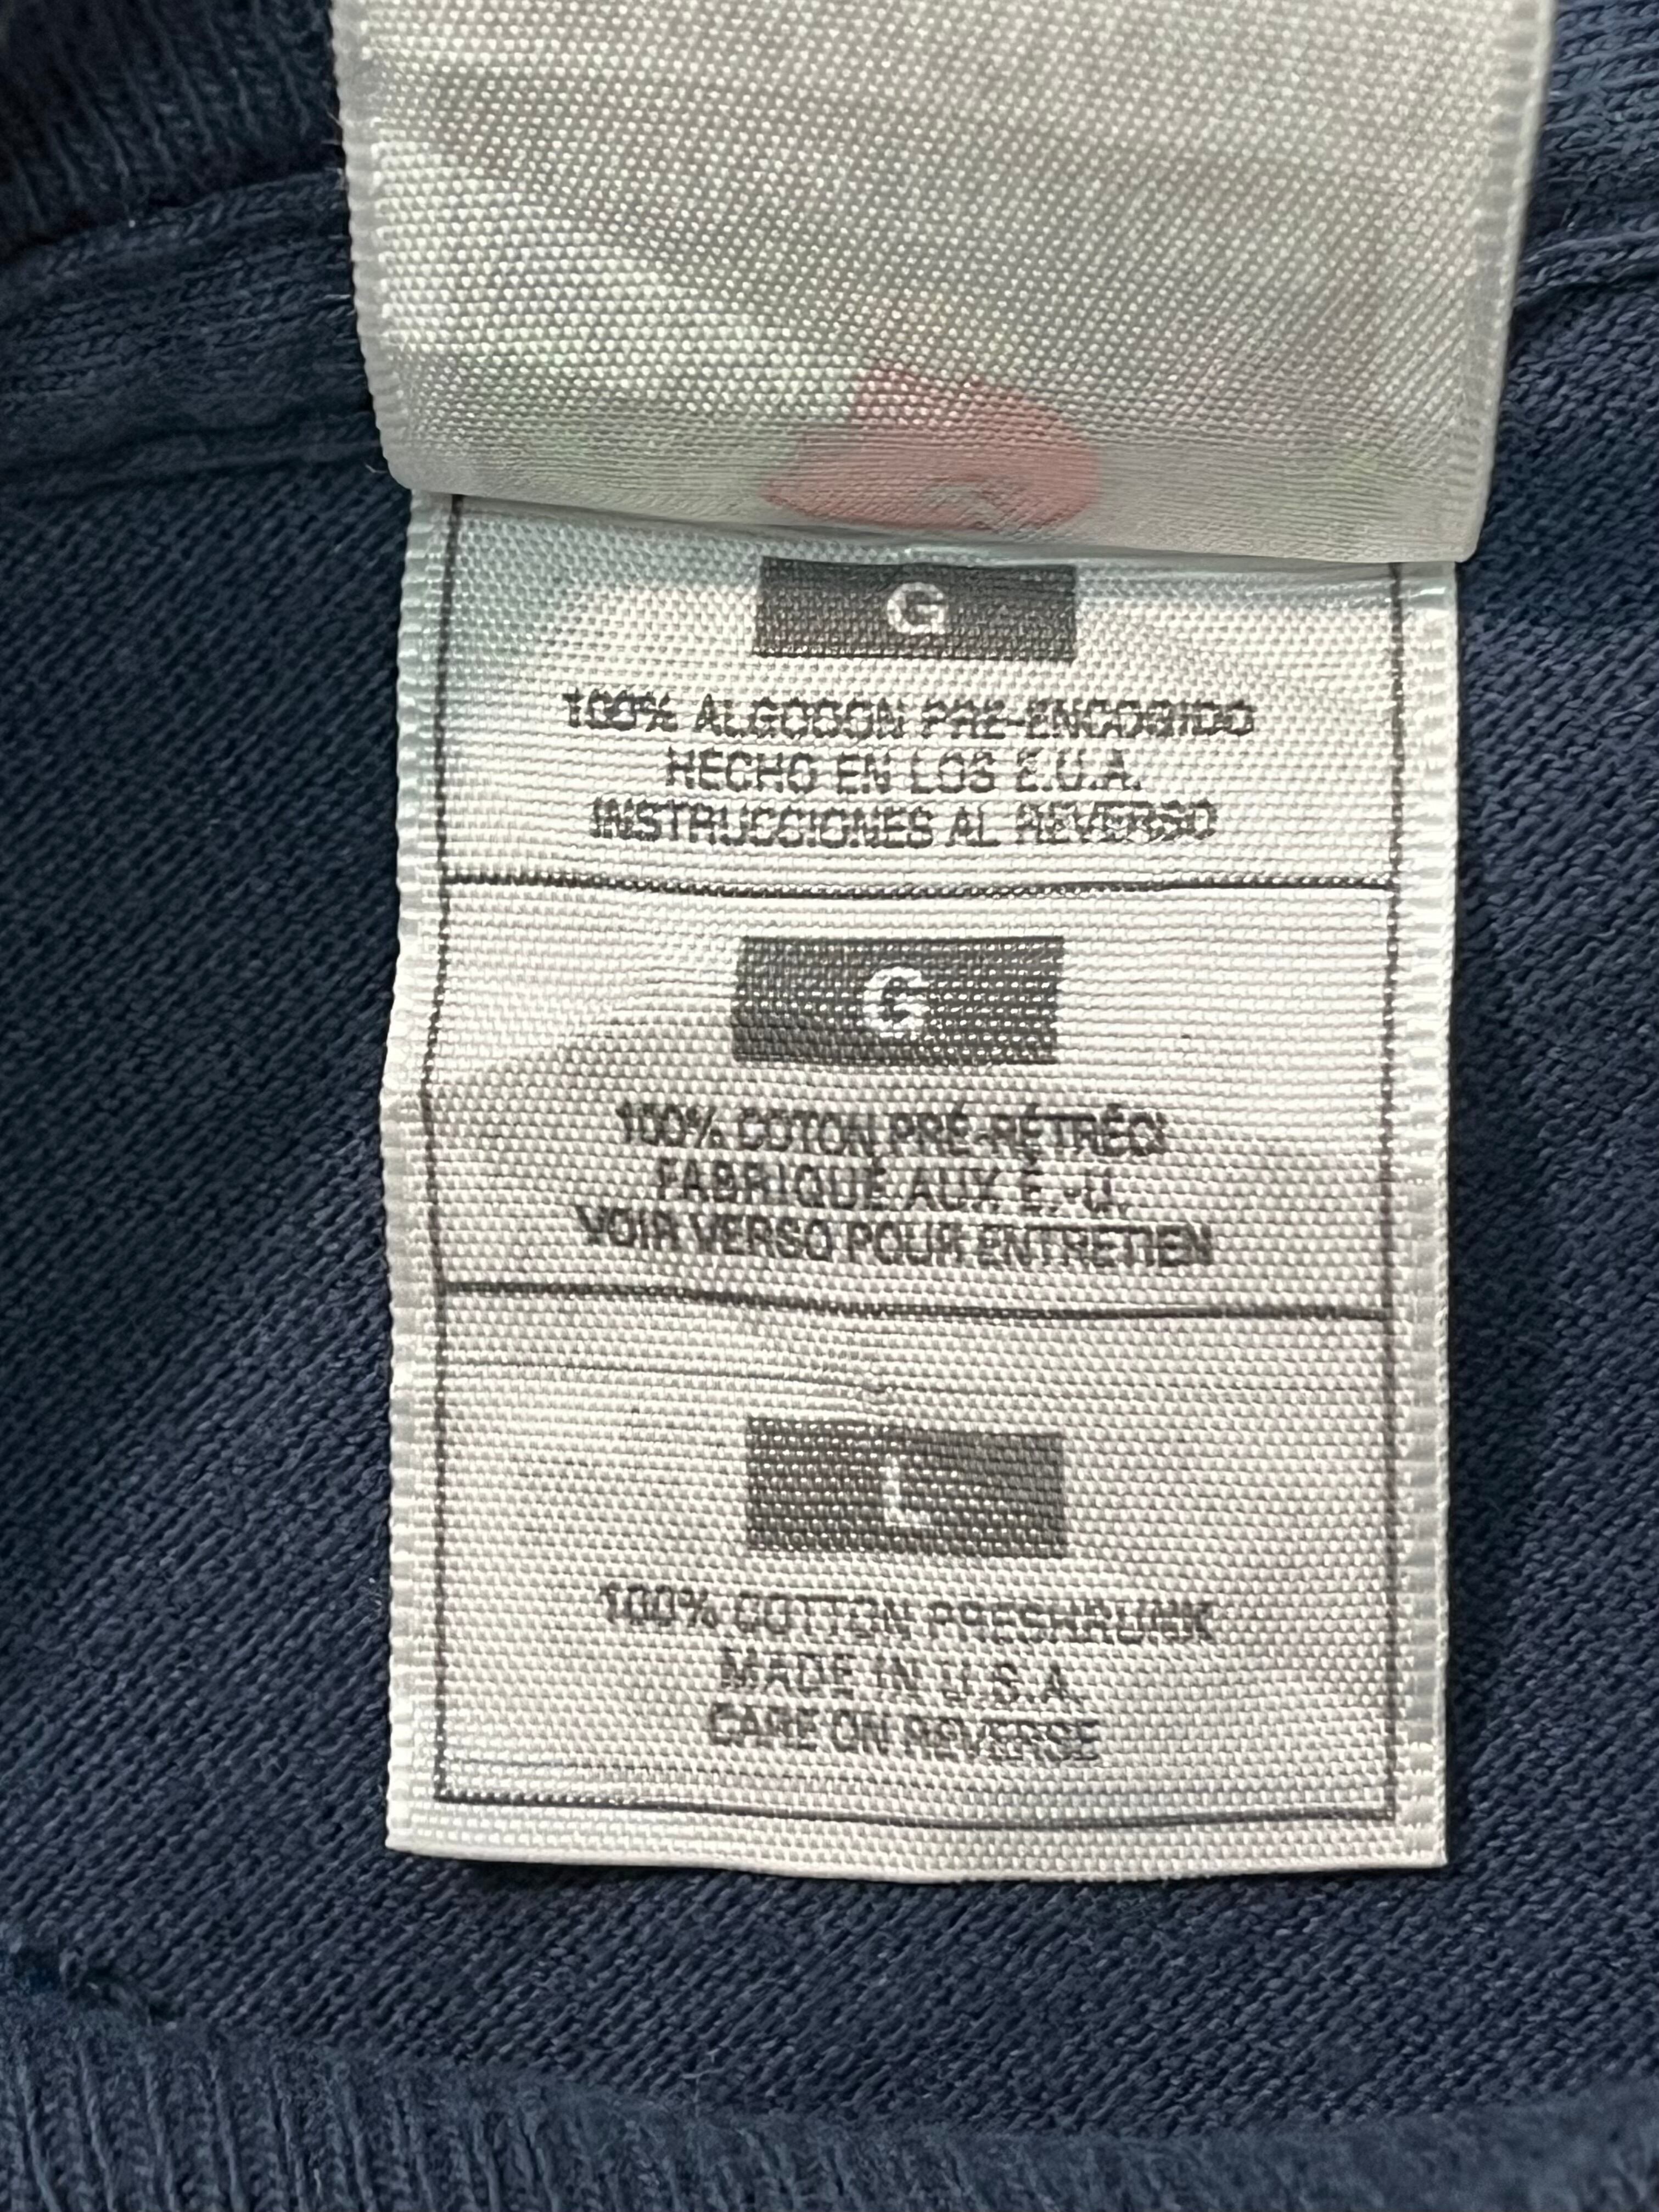 G
100% ALGODON PRE-ENCOGIDO
HECHO EN LOS E.U.A.
INSTRUCCIONES AL REVERSO
G
100% COTON PRÉ-RÉTRÉCI
FABRIQUÉ AUX É.-U.
VOIR VERSO POUR ENTRETIEN
L
100% COTTON PRESHRUNK
MADE IN U.S.A.
CARE ON REVERSE